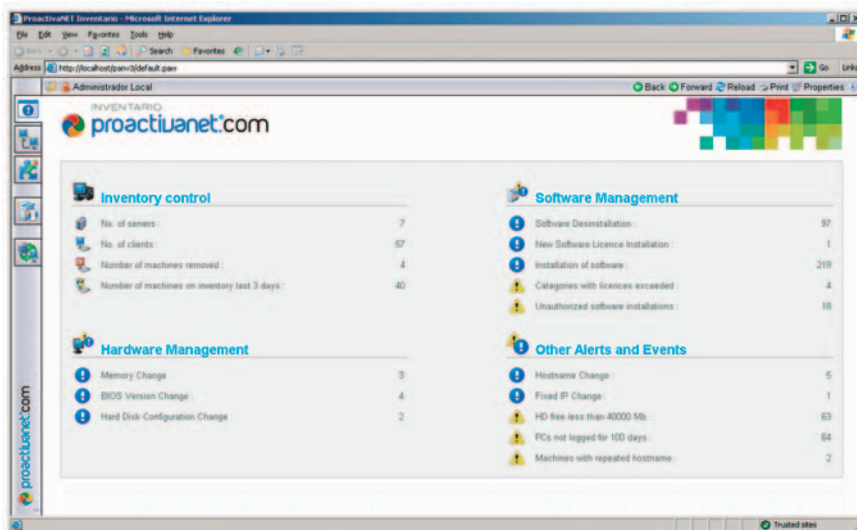 ProactivaNET Inventario - Microsoft Internet Explorer
File Edit View Favorites Tools Help
Back Search Favorites
Address http://localhost/panv3/default.paw Go Links
Administrador Local Back Forward Reload Print Properties
INVENTARIO
proactivanet.com
Inventory control
No. of servers : 7
No. of clients : 57
Number of machines removed : 4
Number of machines on inventory last 3 days : 40
Software Management
Software Desinstallation : 97
New Software Licence Installation : 1
Installation of software : 219
Categories with licences exceeded : 4
Unauthorized software installations : 18
Hardware Management
Memory Change : 3
BIOS Version Change : 4
Hard Disk Configuration Change : 2
Other Alerts and Events
Hostname Change : 5
Fixed IP Change : 1
HD free less than 40000 Mb : 63
PCs not logged for 100 days : 64
Machines with repeated hostname : 2
proactivanet.com
Trusted sites